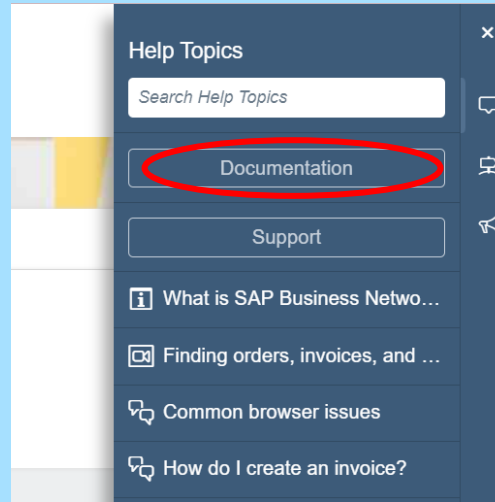 Help Topics
Search Help Topics
Documentation
Support
What is SAP Business Netwo...
Finding orders, invoices, and ...
Common browser issues
How do I create an invoice?